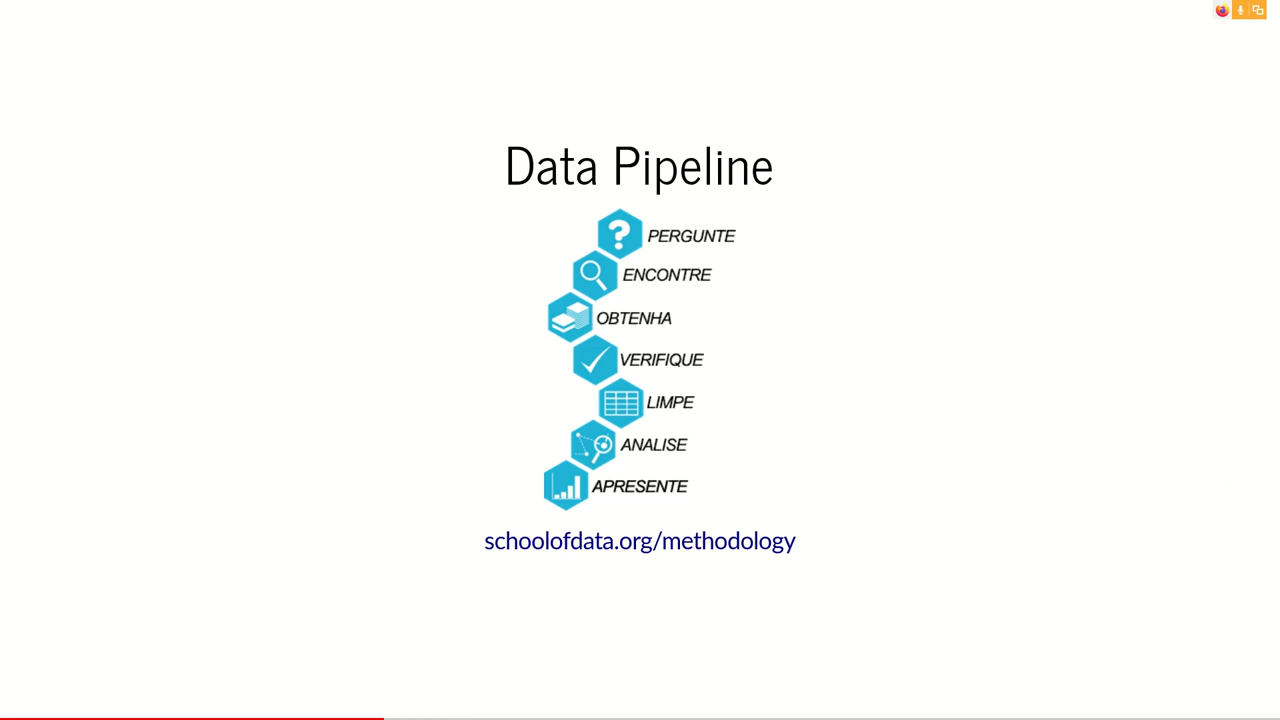 Data Pipeline
PERGUNTE
ENCONTRE
OBTENHA
VERIFIQUE
LIMPE
ANALISE
APRESENTE
schoolofdata.org/methodology